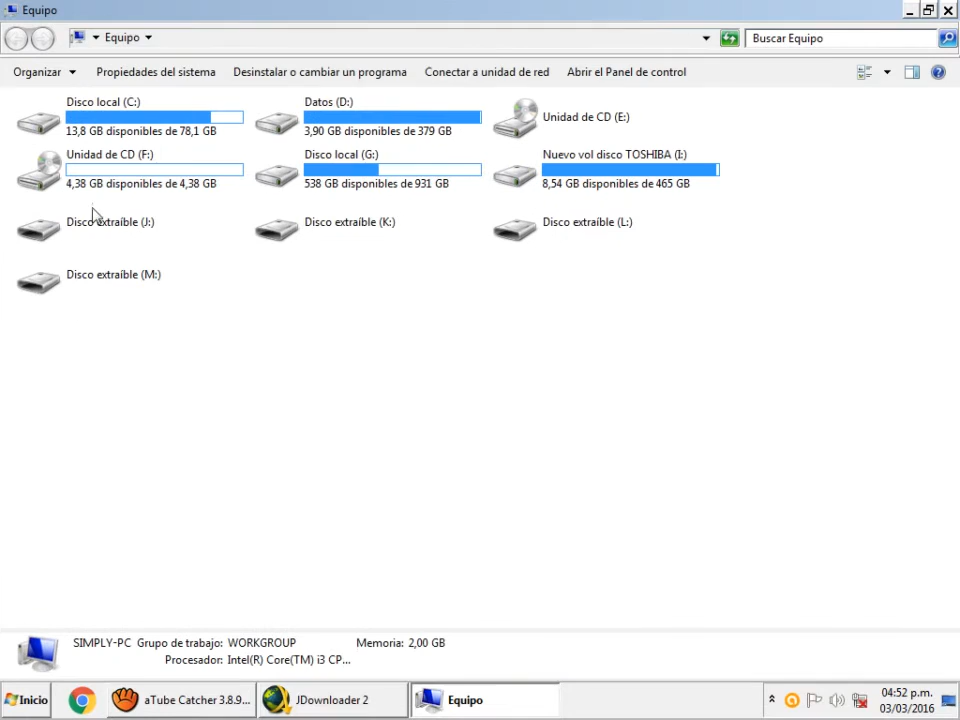 Equipo
Equipo
Buscar Equipo
Organizar Propiedades del sistema Desinstalar o cambiar un programa Conectar a unidad de red Abrir el Panel de control
Disco local (C:)
13,8 GB disponibles de 78,1 GB
Datos (D:)
3,90 GB disponibles de 379 GB
Unidad de CD (E:)
Unidad de CD (F:)
4,38 GB disponibles de 4,38 GB
Disco local (G:)
538 GB disponibles de 931 GB
Nuevo vol disco TOSHIBA (I:)
8,54 GB disponibles de 465 GB
Disco extraíble (J:)
Disco extraíble (K:)
Disco extraíble (L:)
Disco extraíble (M:)
SIMPLY-PC Grupo de trabajo: WORKGROUP Memoria: 2,00 GB
Procesador: Intel(R) Core(TM) i3 CP...
Inicio
aTube Catcher 3.8.9...
JDownloader 2
Equipo
04:52 p.m.
03/03/2016